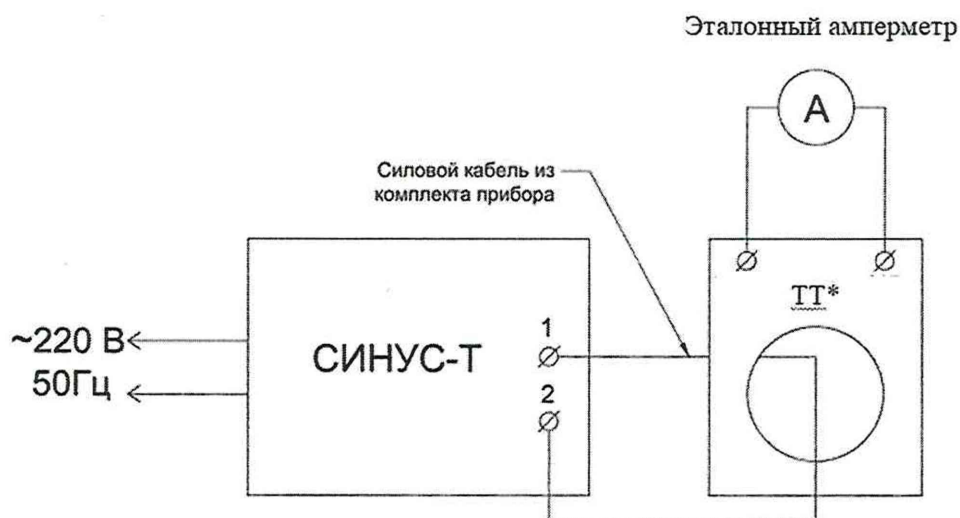 Эталонный амперметр
А
Силовой кабель из
комплекта прибора
ТТ*
~220 В
50Гц
СИНУС-Т
1
2